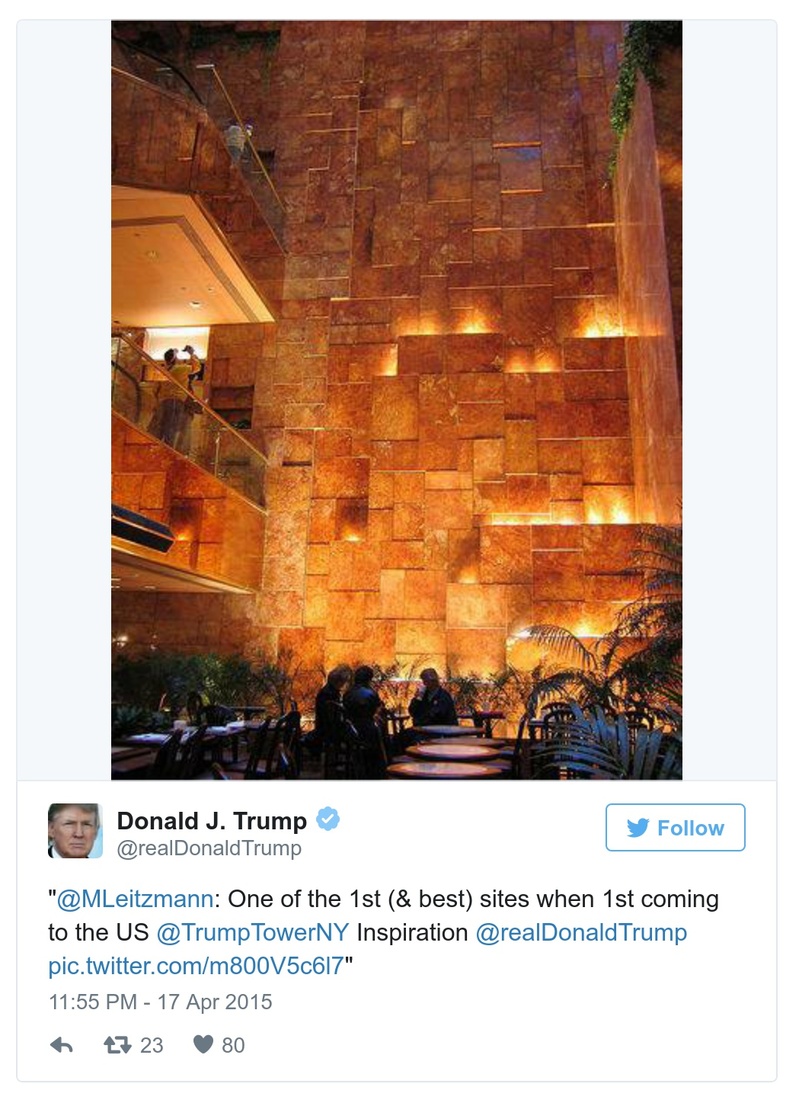 Donald J. Trump
@realDonaldTrump
Follow
"@MLeitzmann: One of the 1st (& best) sites when 1st coming
to the US @TrumpTowerNY Inspiration @realDonaldTrump
pic.twitter.com/m800V5c6l7"
11:55 PM - 17 Apr 2015
23 80